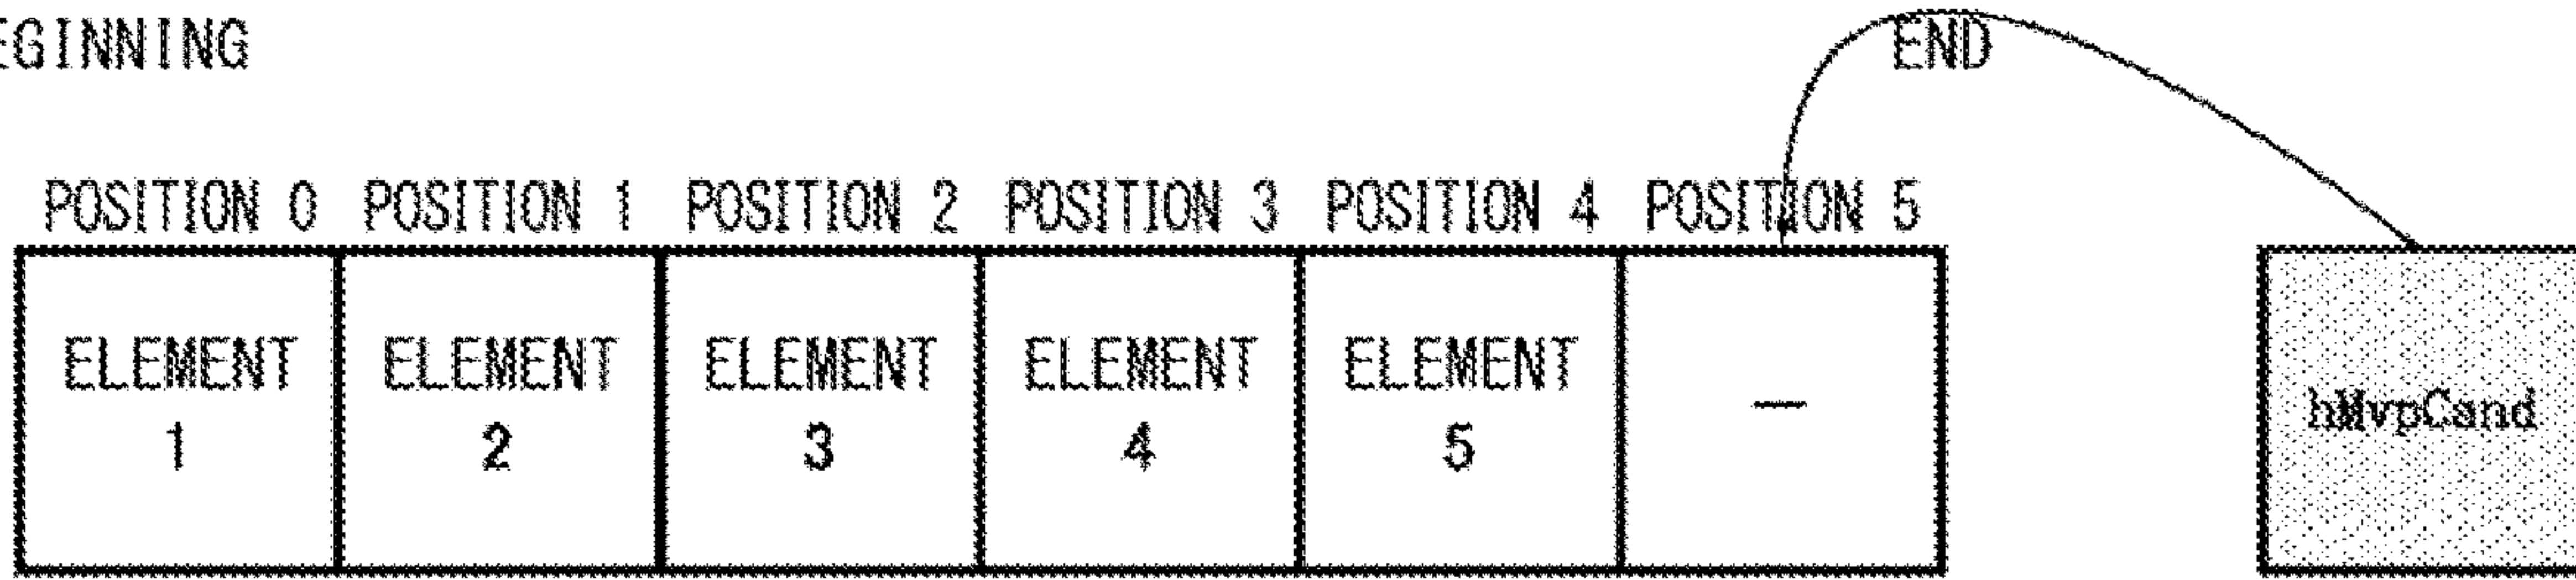 EGINNING END
POSITION 0 POSITION 1 POSITION 2 POSITION 3 POSITION 4 POSITION 5
ELEMENT ELEMENT ELEMENT ELEMENT ELEMENT –
1 2 3 4 5
hMvpCand